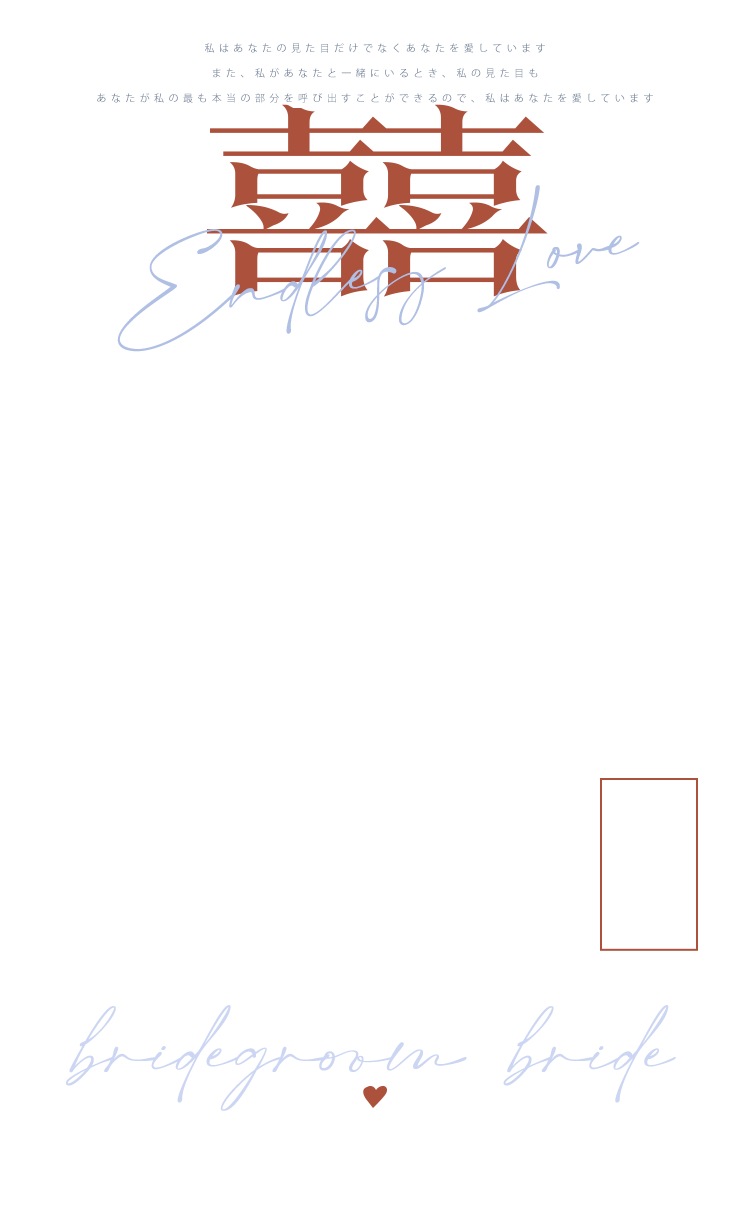 私はあなたの見た目だけでなくあなたを愛しています
また、私があなたと一緒にいるとき、私の見た目も
あなたが私の最も本当の部分を呼び出すことができるので、私はあなたを愛しています
囍
Endless Love
bridegroom bride